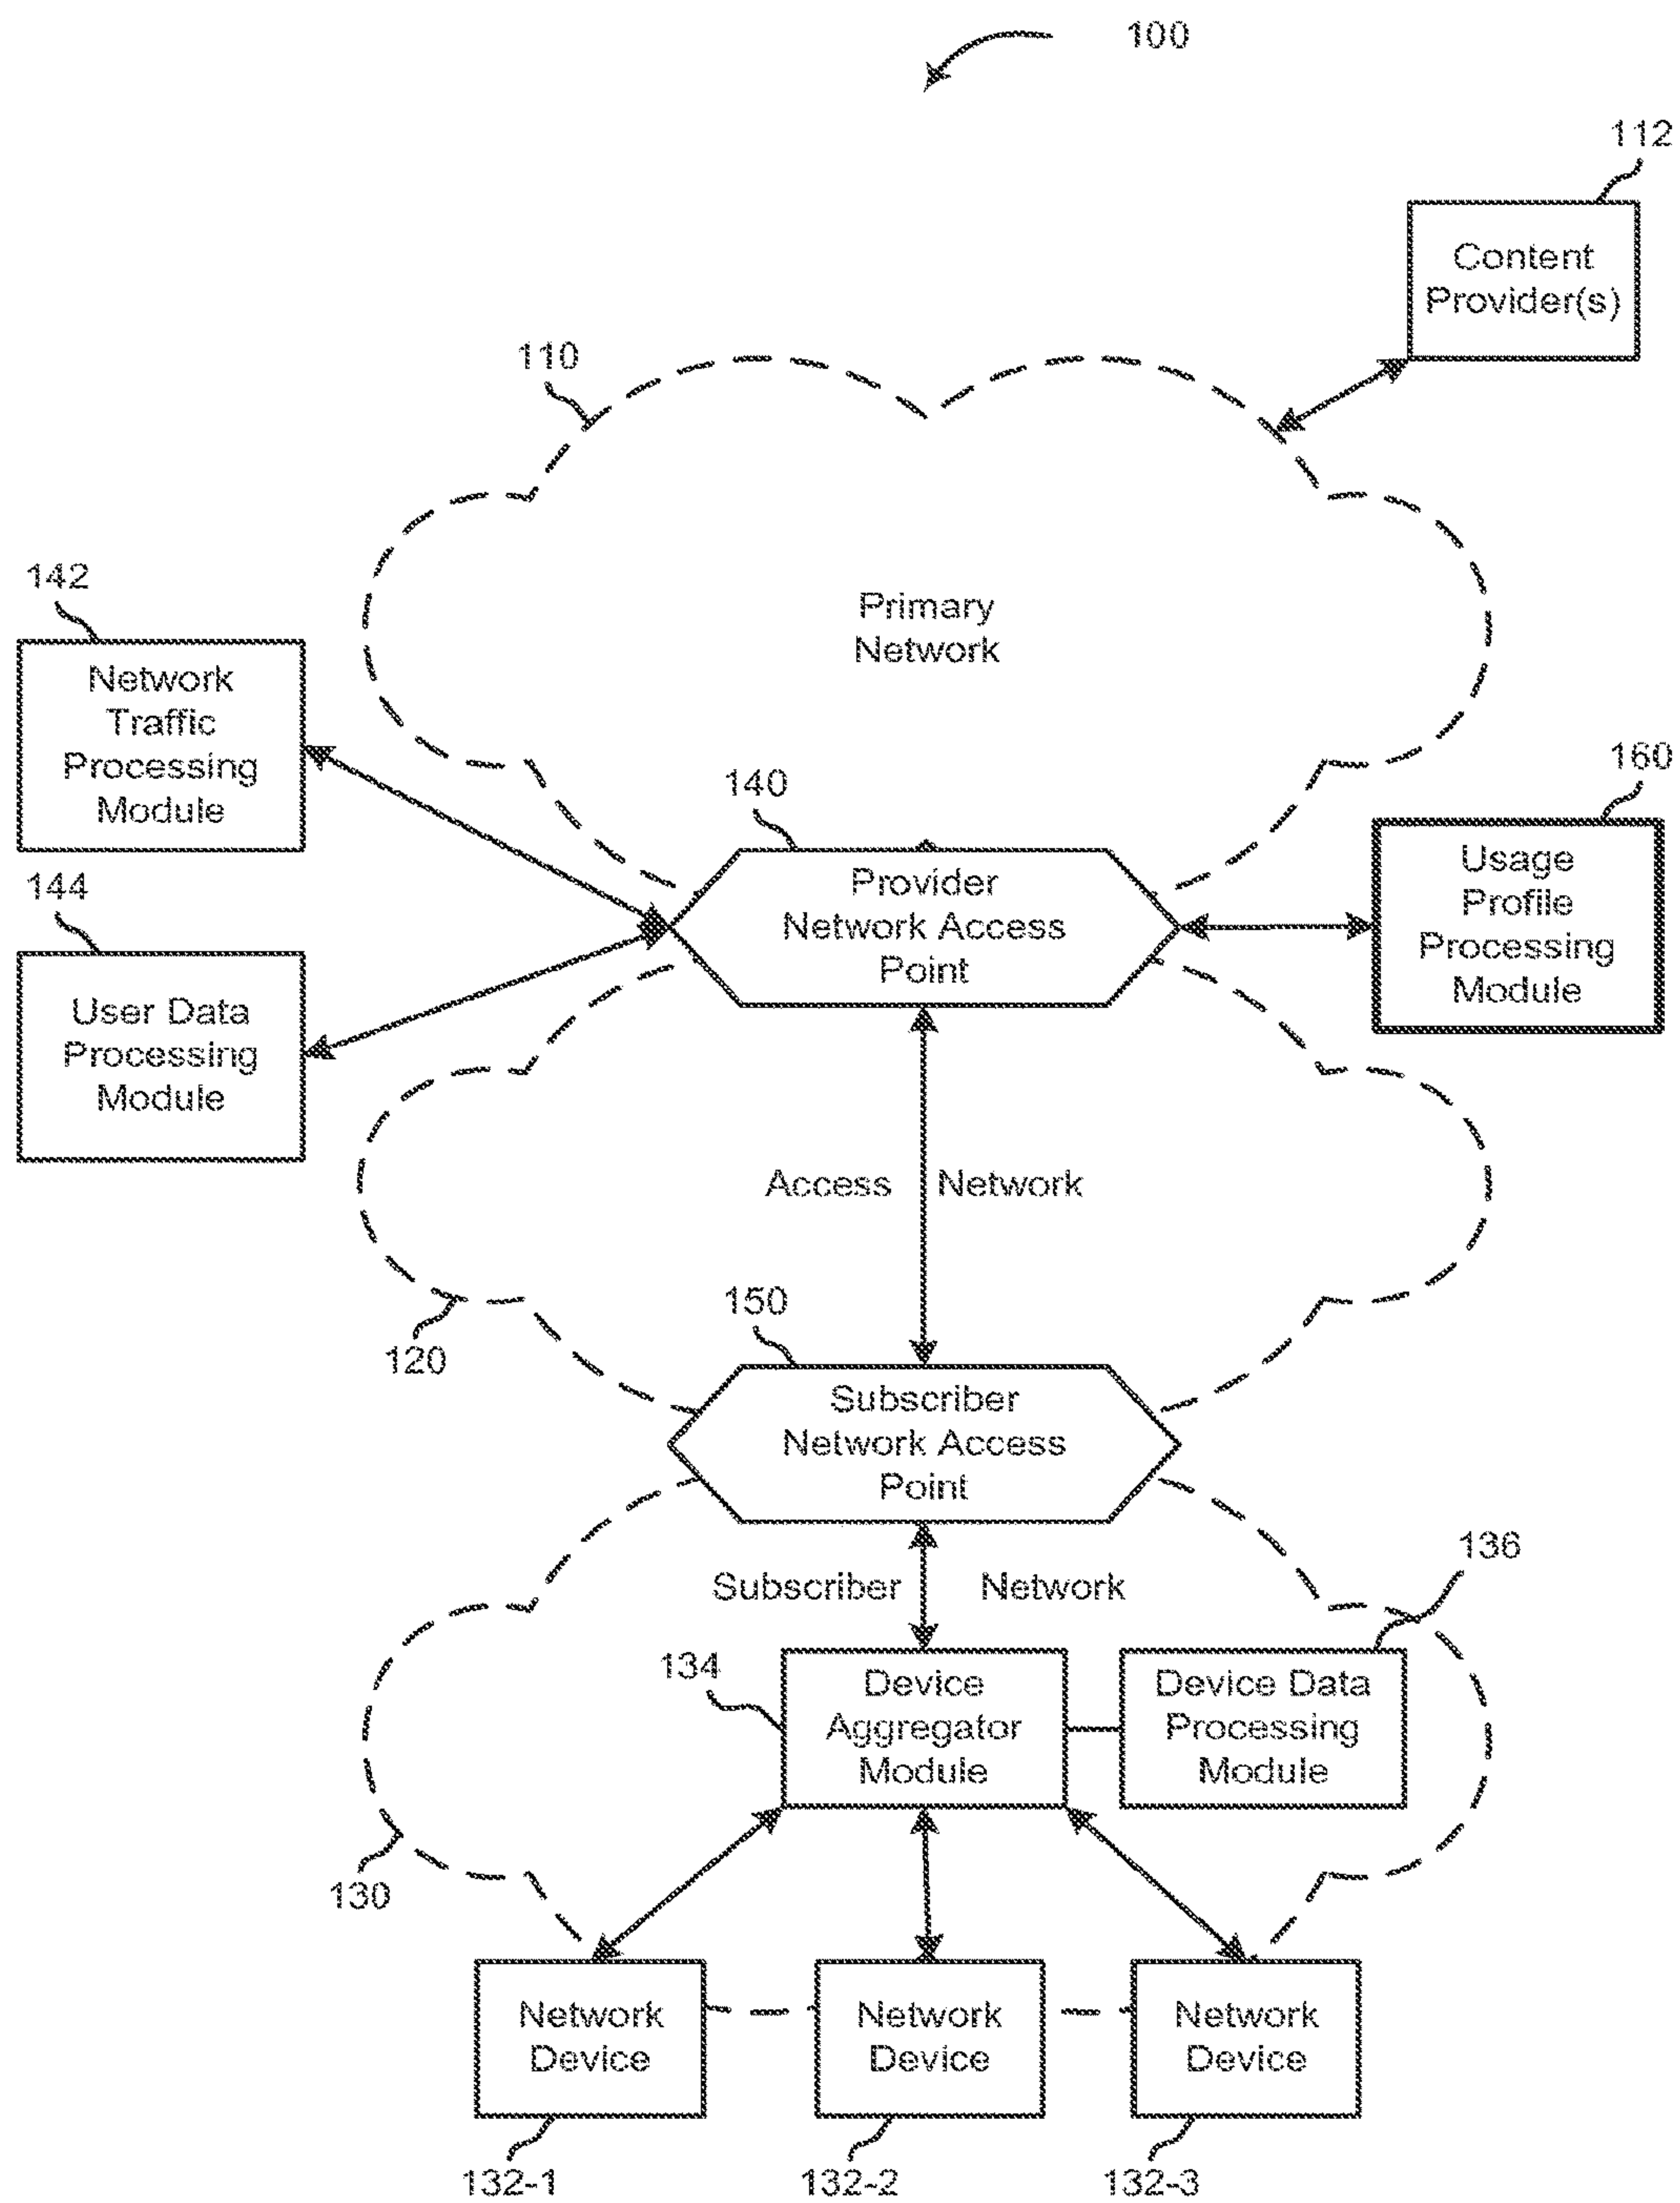 100
112
Content
Provider(s)
110
Primary
Network
142
Network
Traffic
Processing
Module
140
160
Provider
Network Access
Point
Usage
Profile
Processing
Module
144
User Data
Processing
Module
Access Network
120
150
Subscriber
Network Access
Point
Subscriber Network
136
134
Device
Aggregator
Module
Device Data
Processing
Module
130
Network
Device
Network
Device
Network
Device
132-1
132-2
132-3